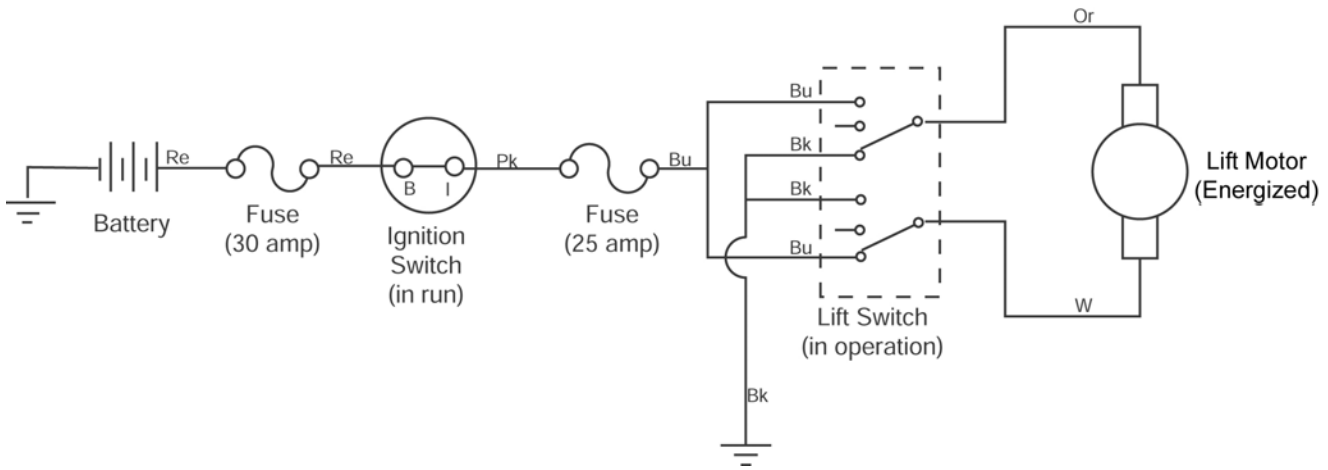 Or
Bu
Bk
Re
Re
Pk
Bu
B
I
Bk
Bu
Battery
Fuse
(30 amp)
Ignition
Switch
(in run)
Fuse
(25 amp)
Lift Motor
(Energized)
Lift Switch
(in operation)
W
Bk